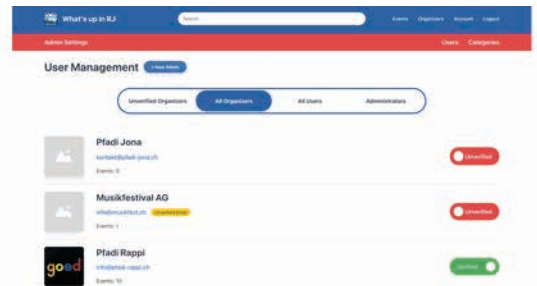 What's up in RJ
Search
Events Organizers Account Logout
Admin Settings
Users Categories
User Management + New Admin
Unverified Organizers All Organizers All Users Administrators
Pfadi Jona
kontakt@pfadi-jona.ch
Events: 0
Unverified
Musikfestival AG
info@musikfest.ch Unverified Email
Events: 1
Unverified
Pfadi Rappi
good
info@pfadi-rappi.ch
Verified
Events: 10